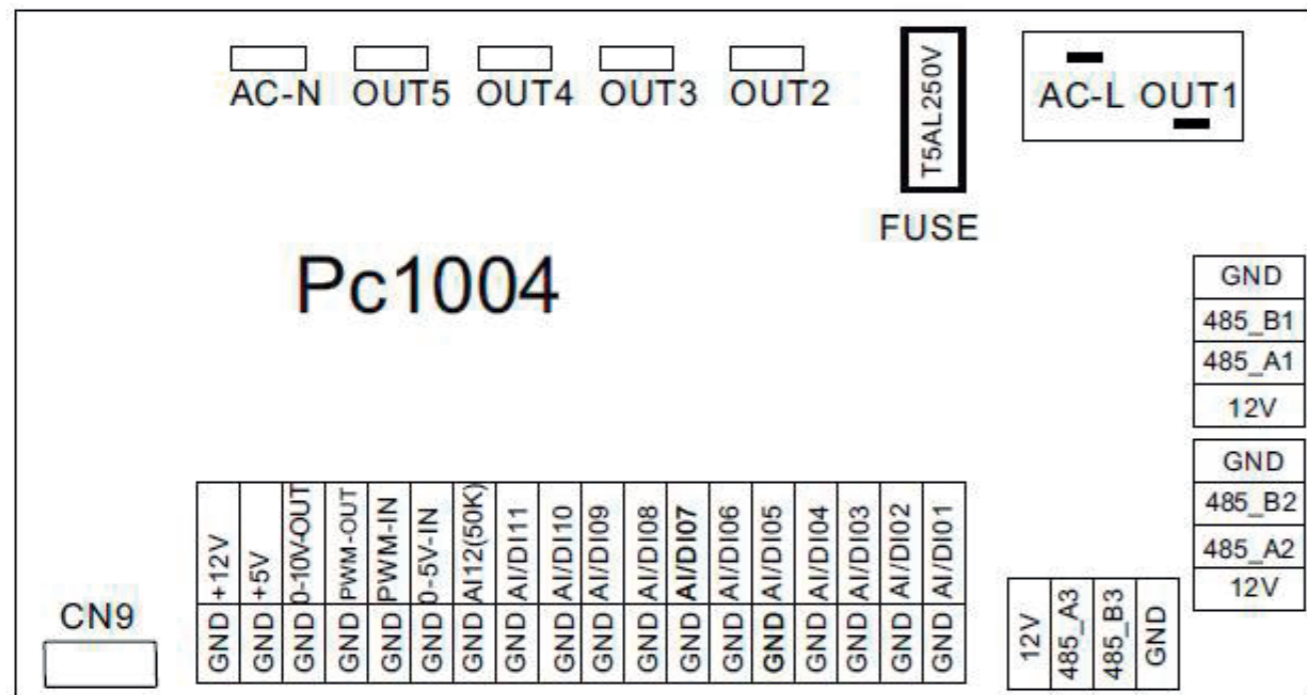 AC-N OUT5 OUT4 OUT3 OUT2
T5AL250V
FUSE
AC-L OUT1
Pc1004
GND
485_B1
485_A1
12V
GND
485_B2
485_A2
12V
CN9
+12V +5V 0-10V-OUT PWM-OUT PWM-IN 0-5V-IN AI12(50K) AI/DI11 AI/DI10 AI/DI09 AI/DI08 AI/DI07 AI/DI06 AI/DI05 AI/DI04 AI/DI03 AI/DI02 AI/DI01
GND GND GND GND GND GND GND GND GND GND GND GND GND GND GND GND GND GND
12V 485_A3 485_B3 GND